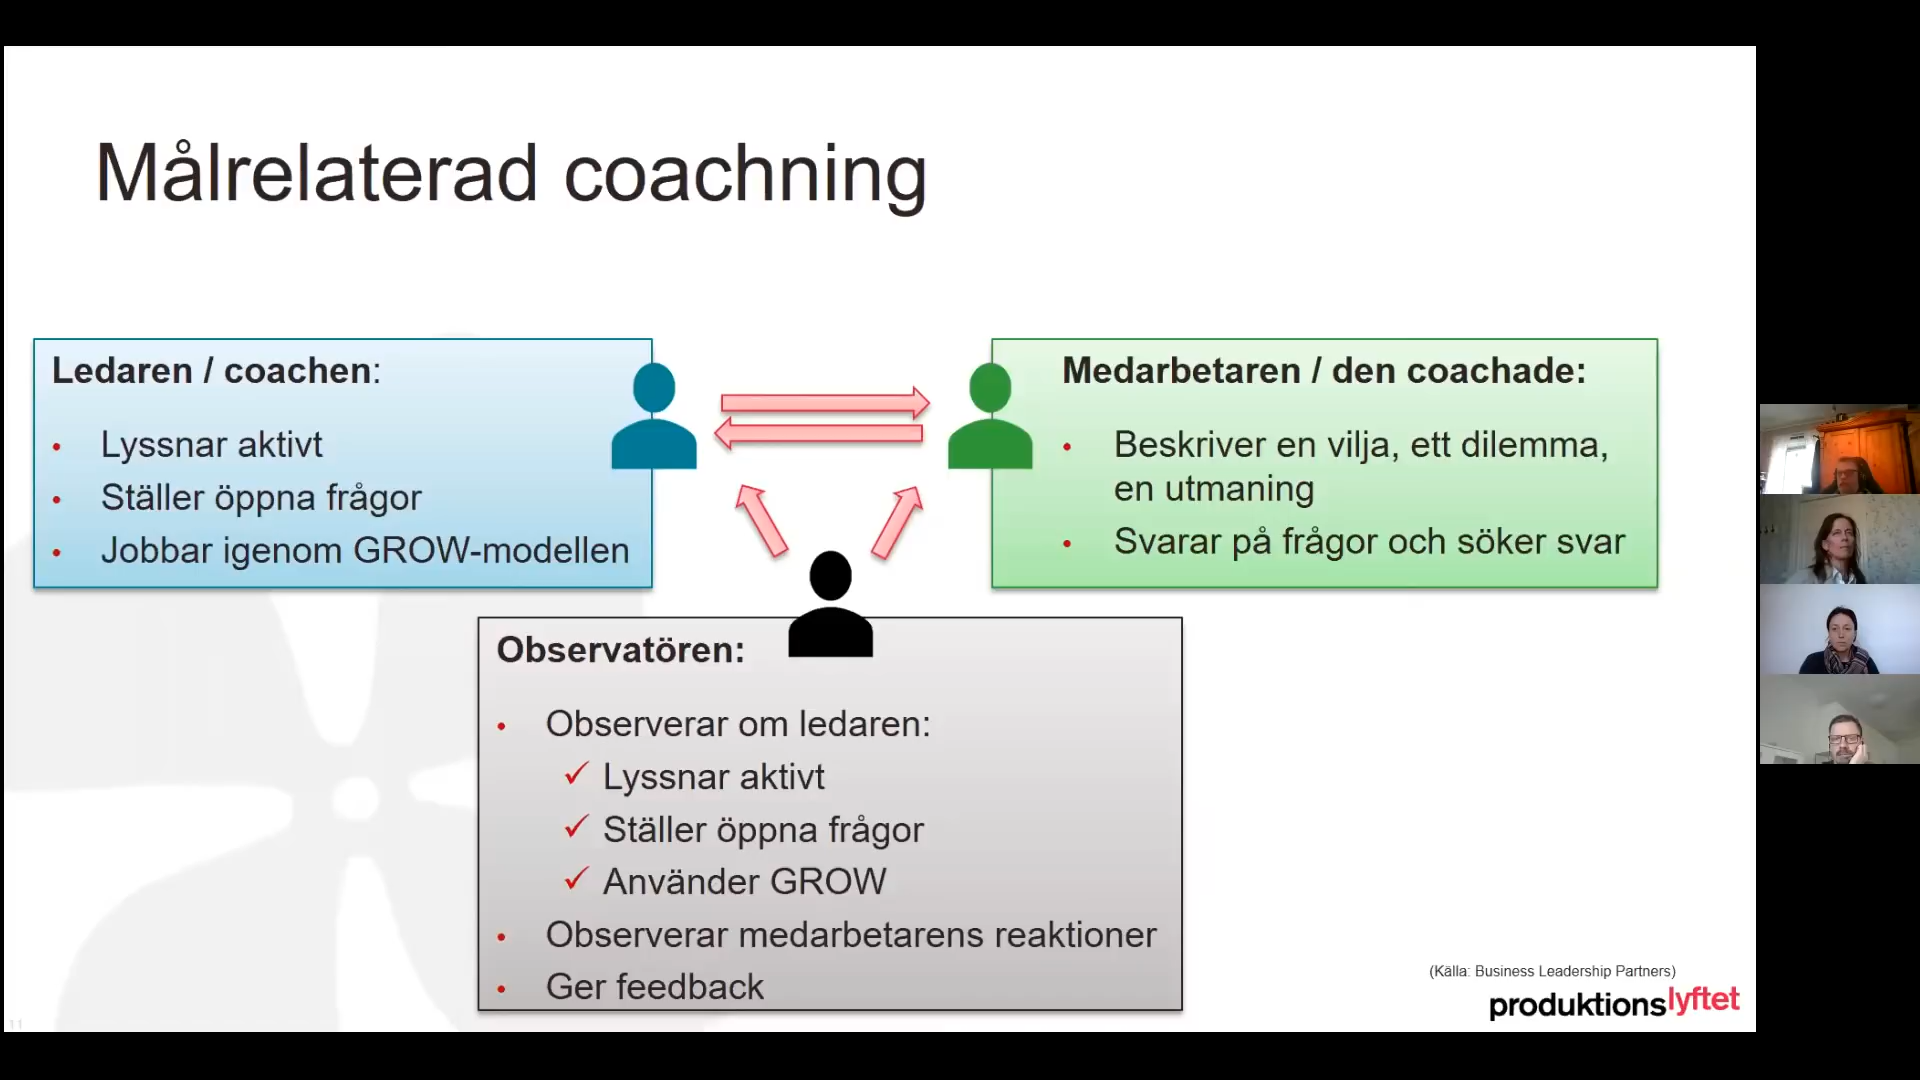 Målrelaterad coachning
Ledaren / coachen:
• Lyssnar aktivt
• Ställer öppna frågor
• Jobbar igenom GROW-modellen
Medarbetaren / den coachade:
• Beskriver en vilja, ett dilemma,
en utmaning
• Svarar på frågor och söker svar
Observatören:
• Observerar om ledaren:
✓ Lyssnar aktivt
✓ Ställer öppna frågor
✓ Använder GROW
• Observerar medarbetarens reaktioner
• Ger feedback
(Källa: Business Leadership Partners)
produktionslyftet
11